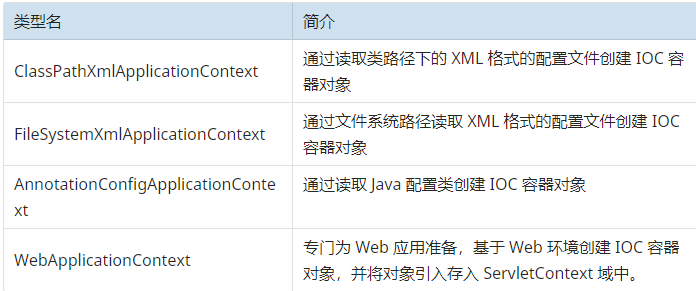 类型名 简介
ClassPathXmlApplicationContext 通过读取类路径下的 XML 格式的配置文件创建 IOC 容
器对象
FileSystemXmlApplicationContext 通过文件系统路径读取 XML 格式的配置文件创建 IOC
容器对象
AnnotationConfigApplicationConte 通过读取 Java 配置类创建 IOC 容器对象
xt
WebApplicationContext 专门为 Web 应用准备，基于 Web 环境创建 IOC 容器
对象，并将对象引入存入 ServletContext 域中。